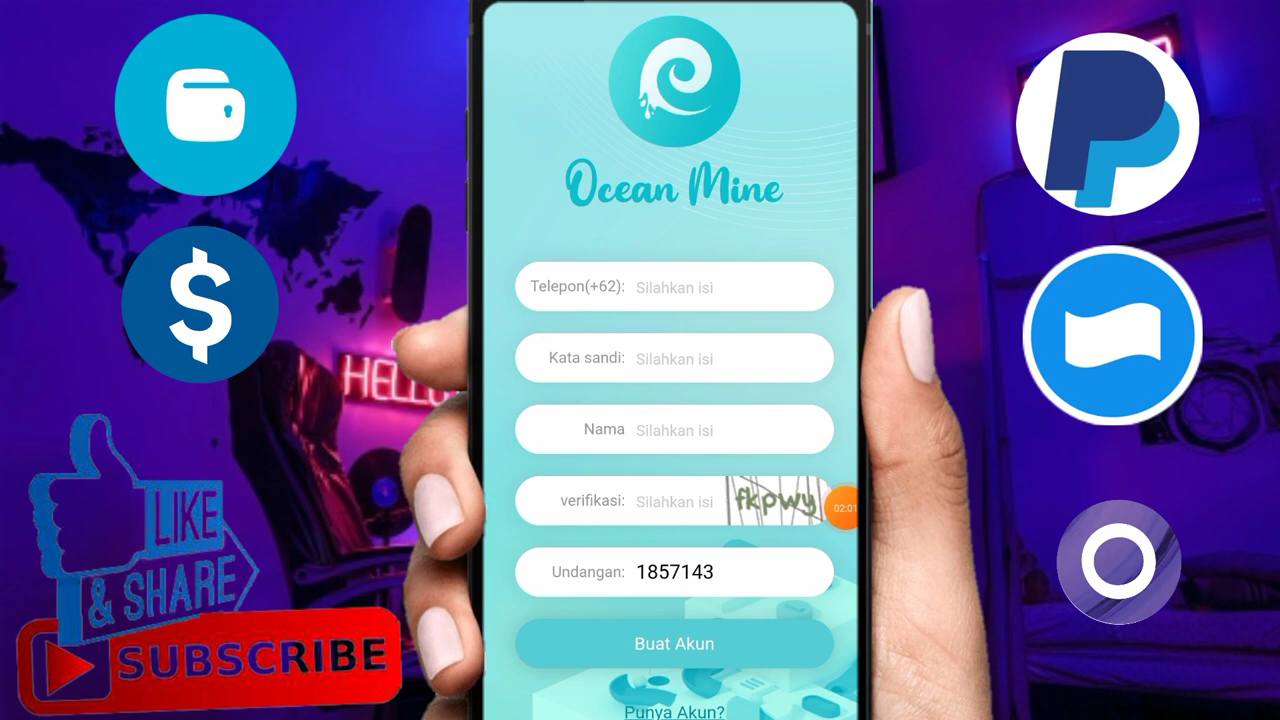 Ocean Mine
Telepon(+62): Silahkan isi
Kata sandi: Silahkan isi
Nama Silahkan isi
verifikasi: Silahkan isi fkpwy
02:01
Undangan: 1857143
Buat Akun
Punya Akun?
HELLO
LIKE
& SHARE
SUBSCRIBE